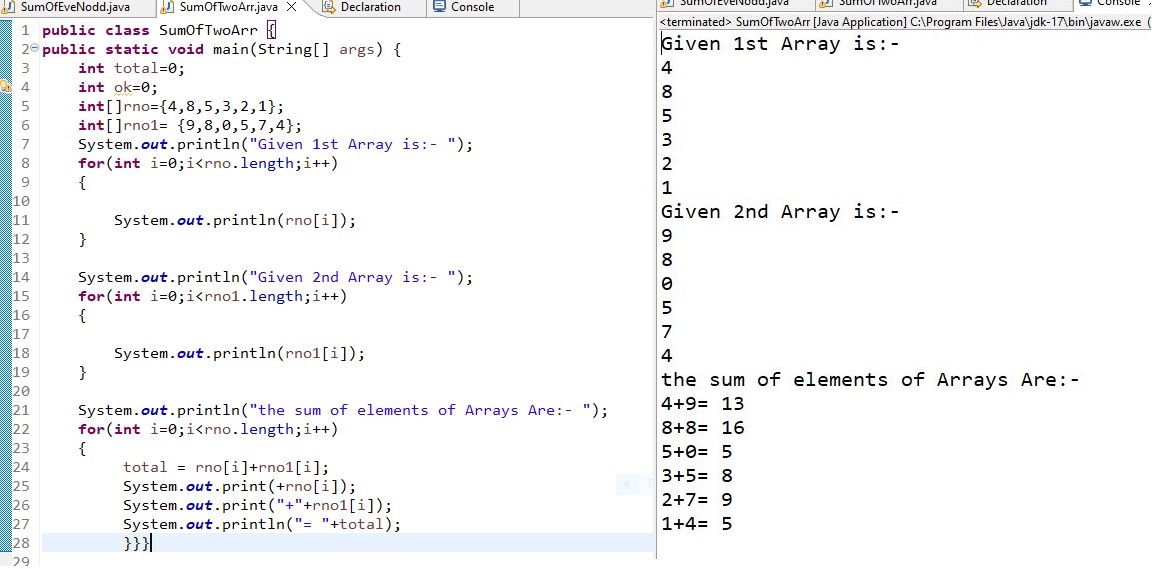 SumOfEveNodd.java SumOfTwoArr.java Declaration Console
1 public class SumOfTwoArr {
2 public static void main(String[] args) {
3 int total=0;
4 int ok=0;
5 int[]rno={4,8,5,3,2,1};
6 int[]rno1= {9,8,0,5,7,4};
7 System.out.println("Given 1st Array is:- ");
8 for(int i=0;i<rno.length;i++)
9 {
10
11 System.out.println(rno[i]);
12 }
13
14 System.out.println("Given 2nd Array is:- ");
15 for(int i=0;i<rno1.length;i++)
16 {
17
18 System.out.println(rno1[i]);
19 }
20
21 System.out.println("the sum of elements of Arrays Are:- ");
22 for(int i=0;i<rno.length;i++)
23 {
24 total = rno[i]+rno1[i];
25 System.out.print(+rno[i]);
26 System.out.print("+"+rno1[i]);
27 System.out.println("= "+total);
28 }}}
29
SumOfEveNodd.java SumOfTwoArr.java Declaration Console
<terminated> SumOfTwoArr [Java Application] C:\Program Files\Java\jdk-17\bin\javaw.exe (
Given 1st Array is:-
4
8
5
3
2
1
Given 2nd Array is:-
9
8
0
5
7
4
the sum of elements of Arrays Are:-
4+9= 13
8+8= 16
5+0= 5
3+5= 8
2+7= 9
1+4= 5